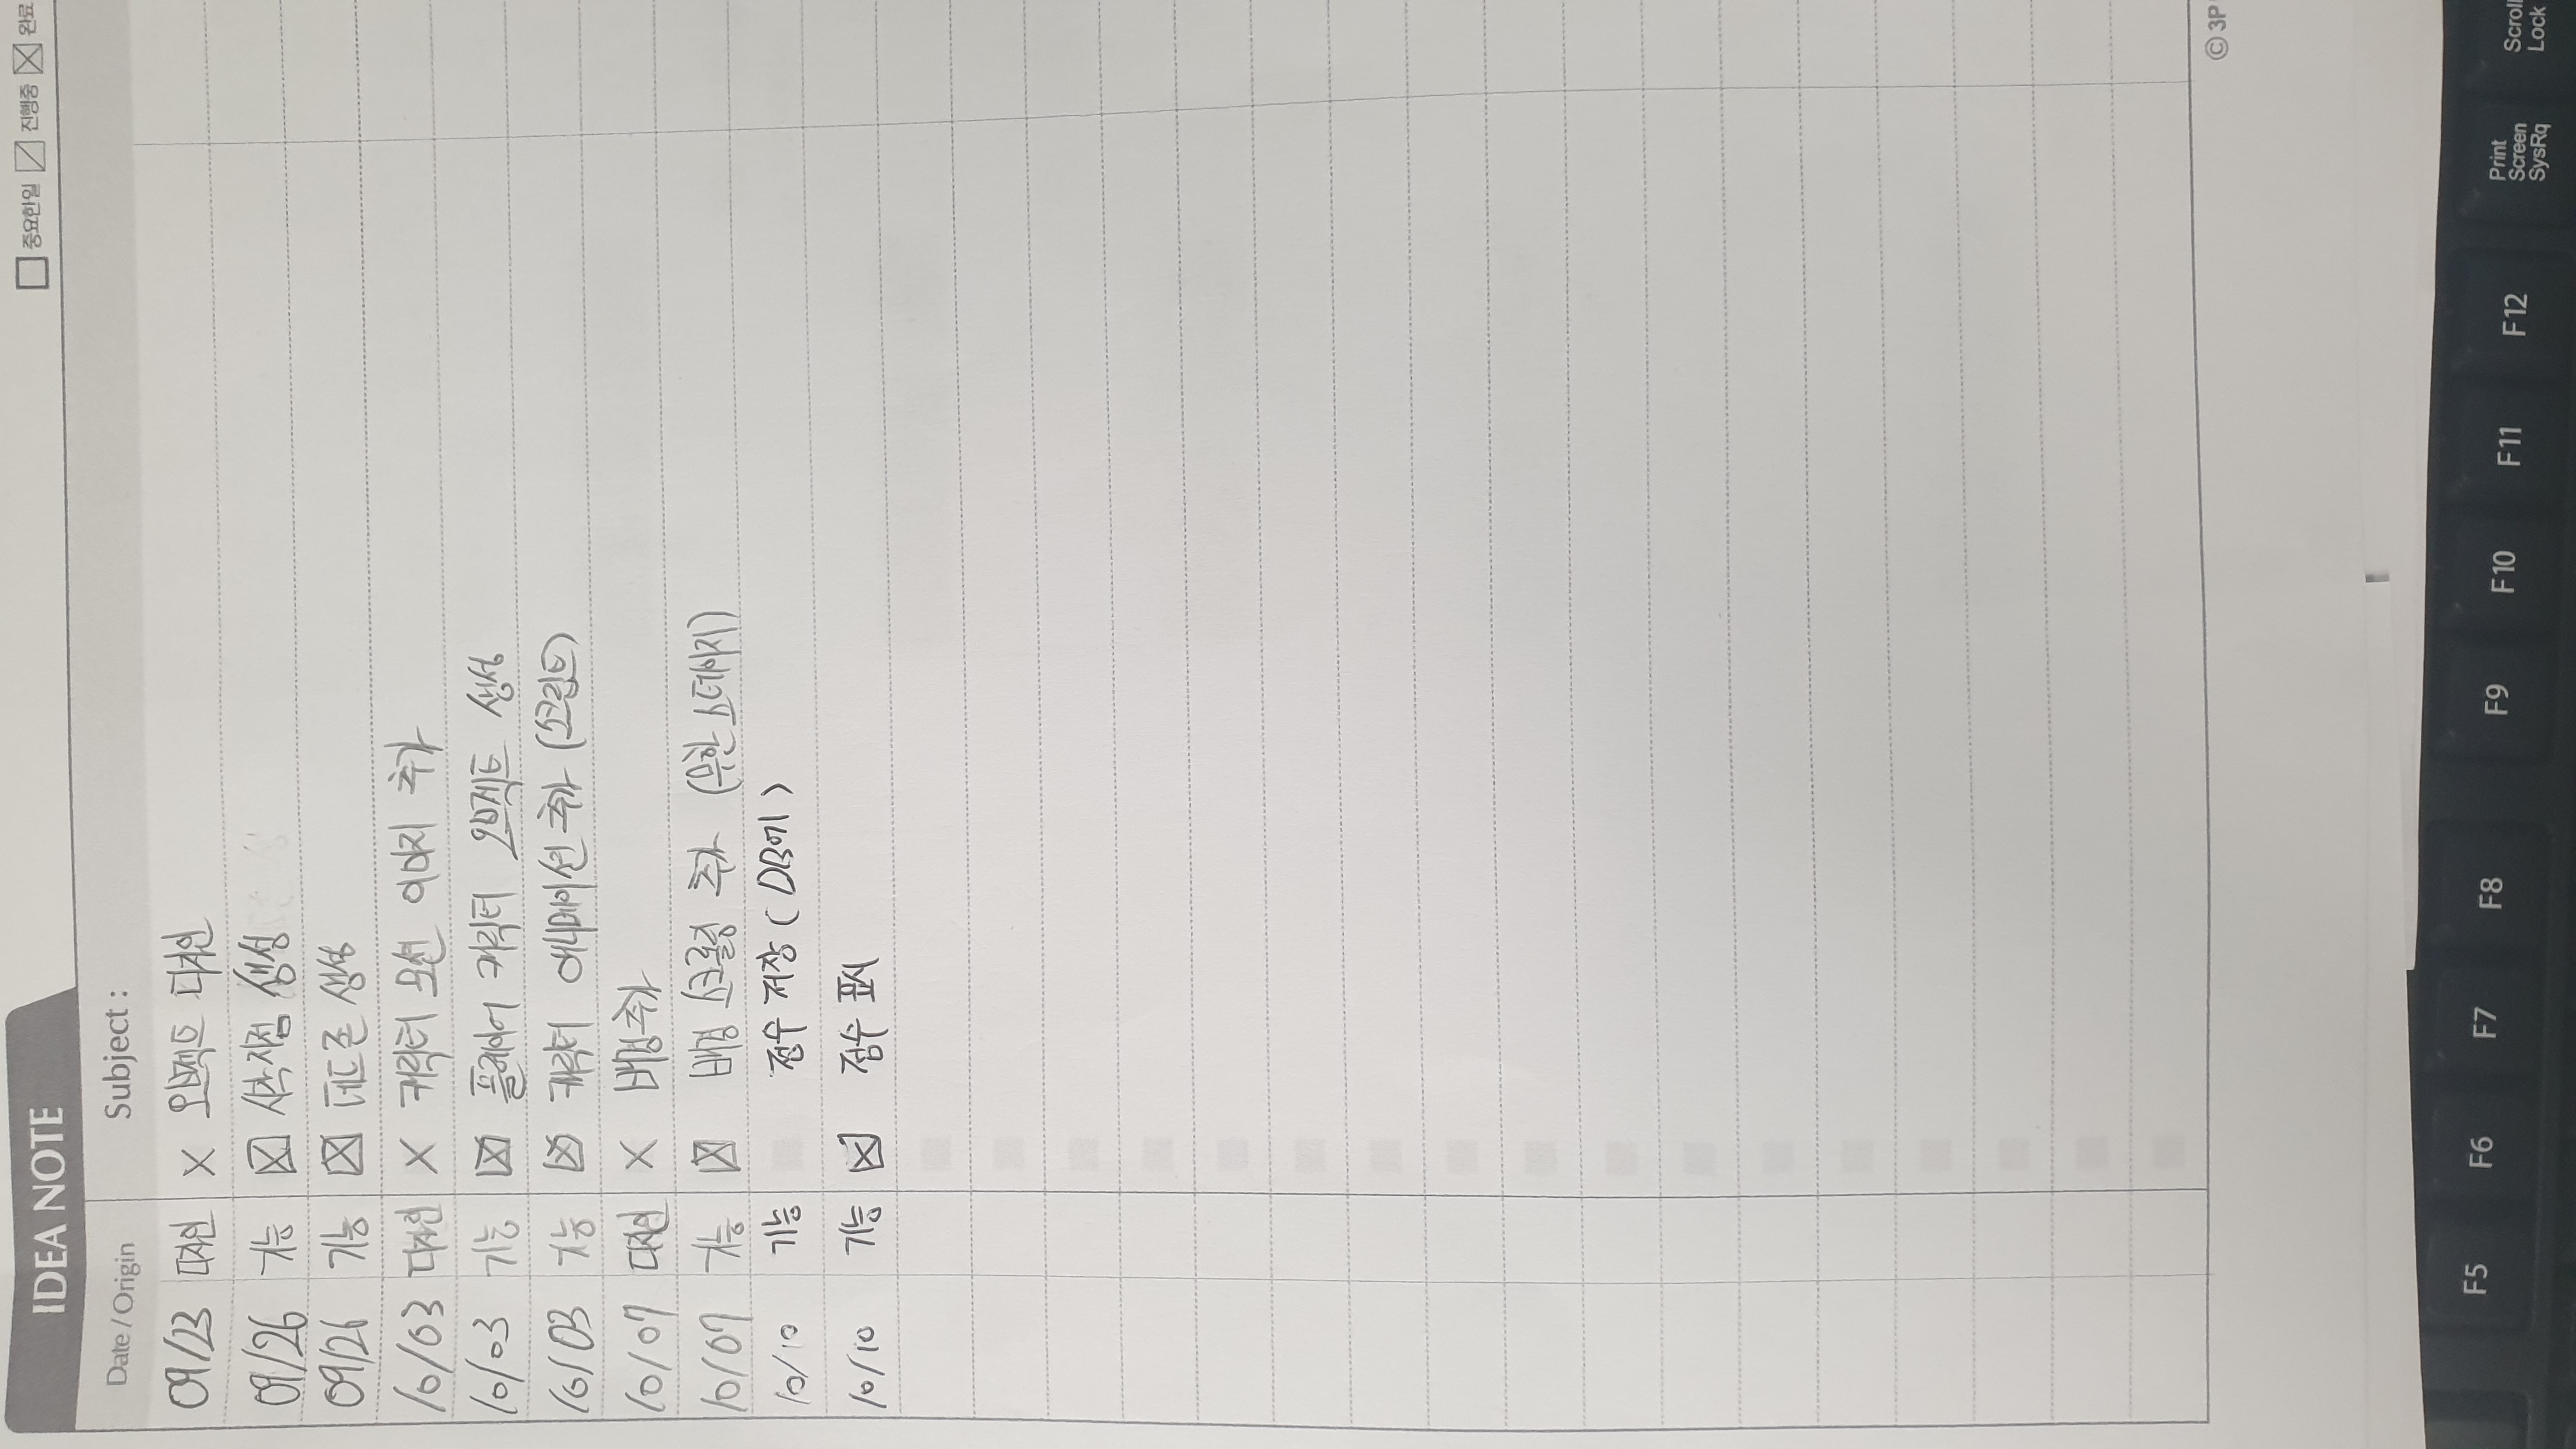 IDEA NOTE
중요한일 진행중 완료
Date / Origin Subject :
09/23 디자인 X 오브젝트 디자인
09/26 기능 ☒ 시작지점 생성
09/26 기능 ☒ 데드존 생성
10/03 디자인 X 캐릭터 모션 이미지 추가
10/03 기능 ☒ 플레이어 캐릭터 오브젝트 생성
10/03 기능 ☒ 캐릭터 애니메이션 추가 (스크립트)
10/07 디자인 X 배경 추가
10/07 기능 ☒ 배경 스크롤링 추가 (무한 스테이지)
10/10 기능 점수 저장 (DB에)
10/10 기능 ☒ 점수 표시
© 3P
F5 F6 F7 F8 F9 F10 F11 F12
Print Screen SysRq
Scroll Lock